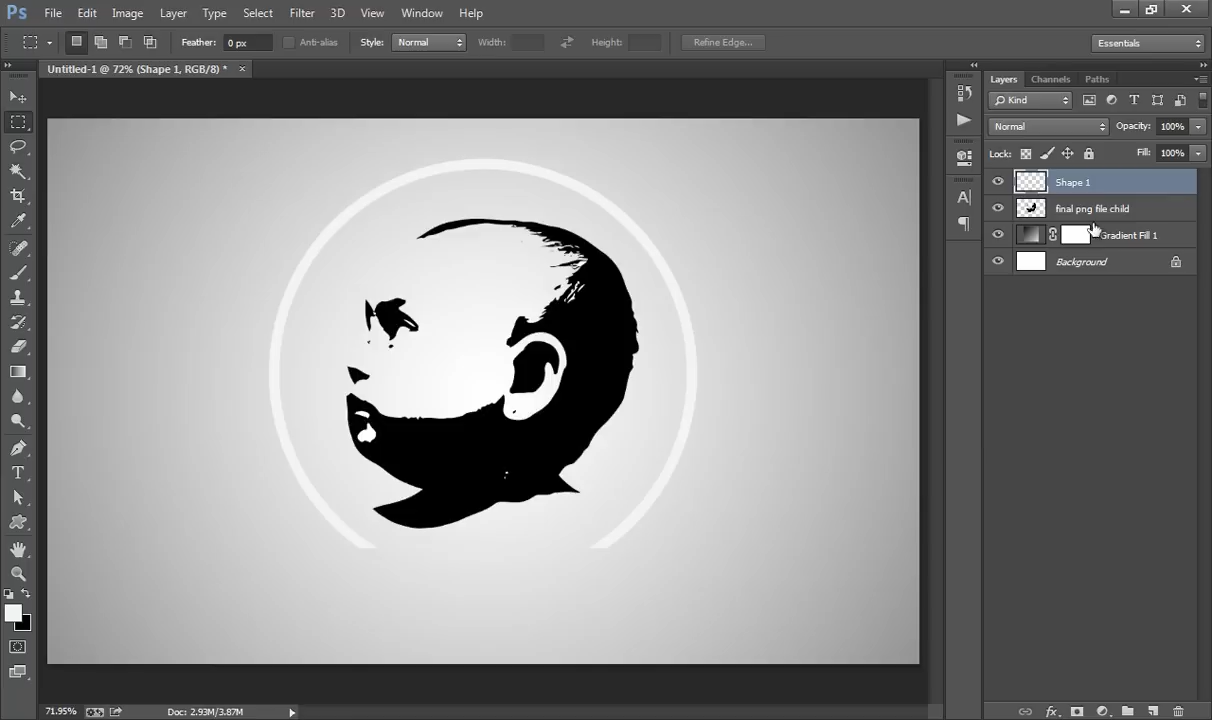 Ps File Edit Image Layer Type Select Filter 3D View Window Help
Feather: 0 px Anti-alias Style: Normal Width: Height: Refine Edge... Essentials
Untitled-1 @ 72% (Shape 1, RGB/8) *
Layers Channels Paths
Kind
Normal Opacity: 100%
Lock: Fill: 100%
Shape 1
final png file child
Gradient Fill 1
Background
71.95% Doc: 2.93M/3.87M